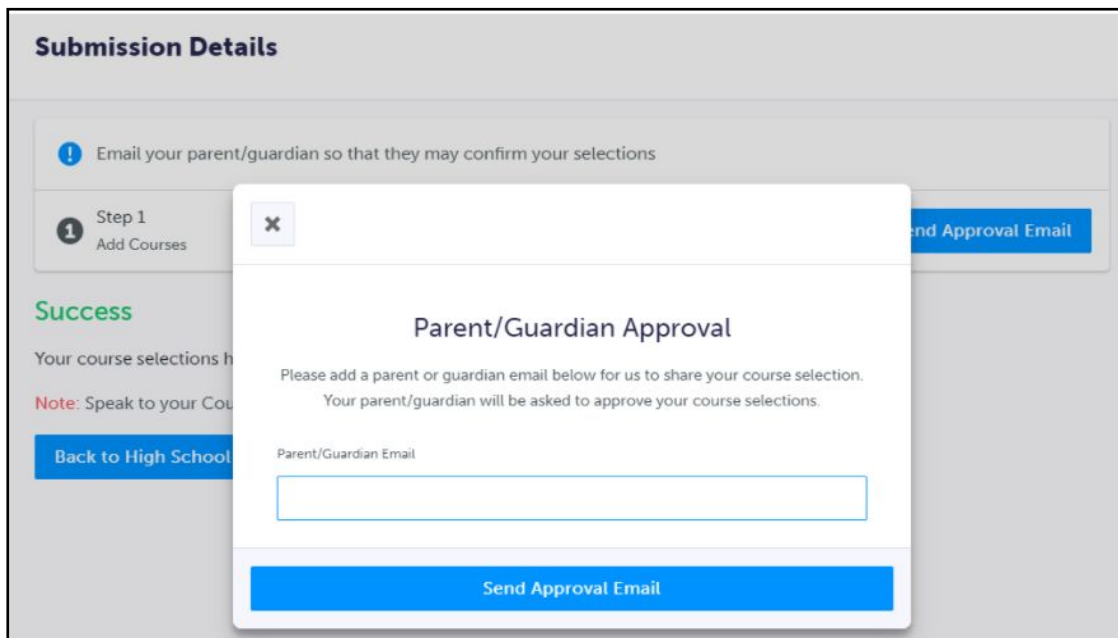 Submission Details
Email your parent/guardian so that they may confirm your selections
1
Step 1
Add Courses
Approval Email
Success
Your course selections
Note: Speak to your
Back to High School
Parent/Guardian Approval
Please add a parent or guardian email below for us to share your course selection.
Your parent/guardian will be asked to approve your course selections.
Parent/Guardian Email
Send Approval Email